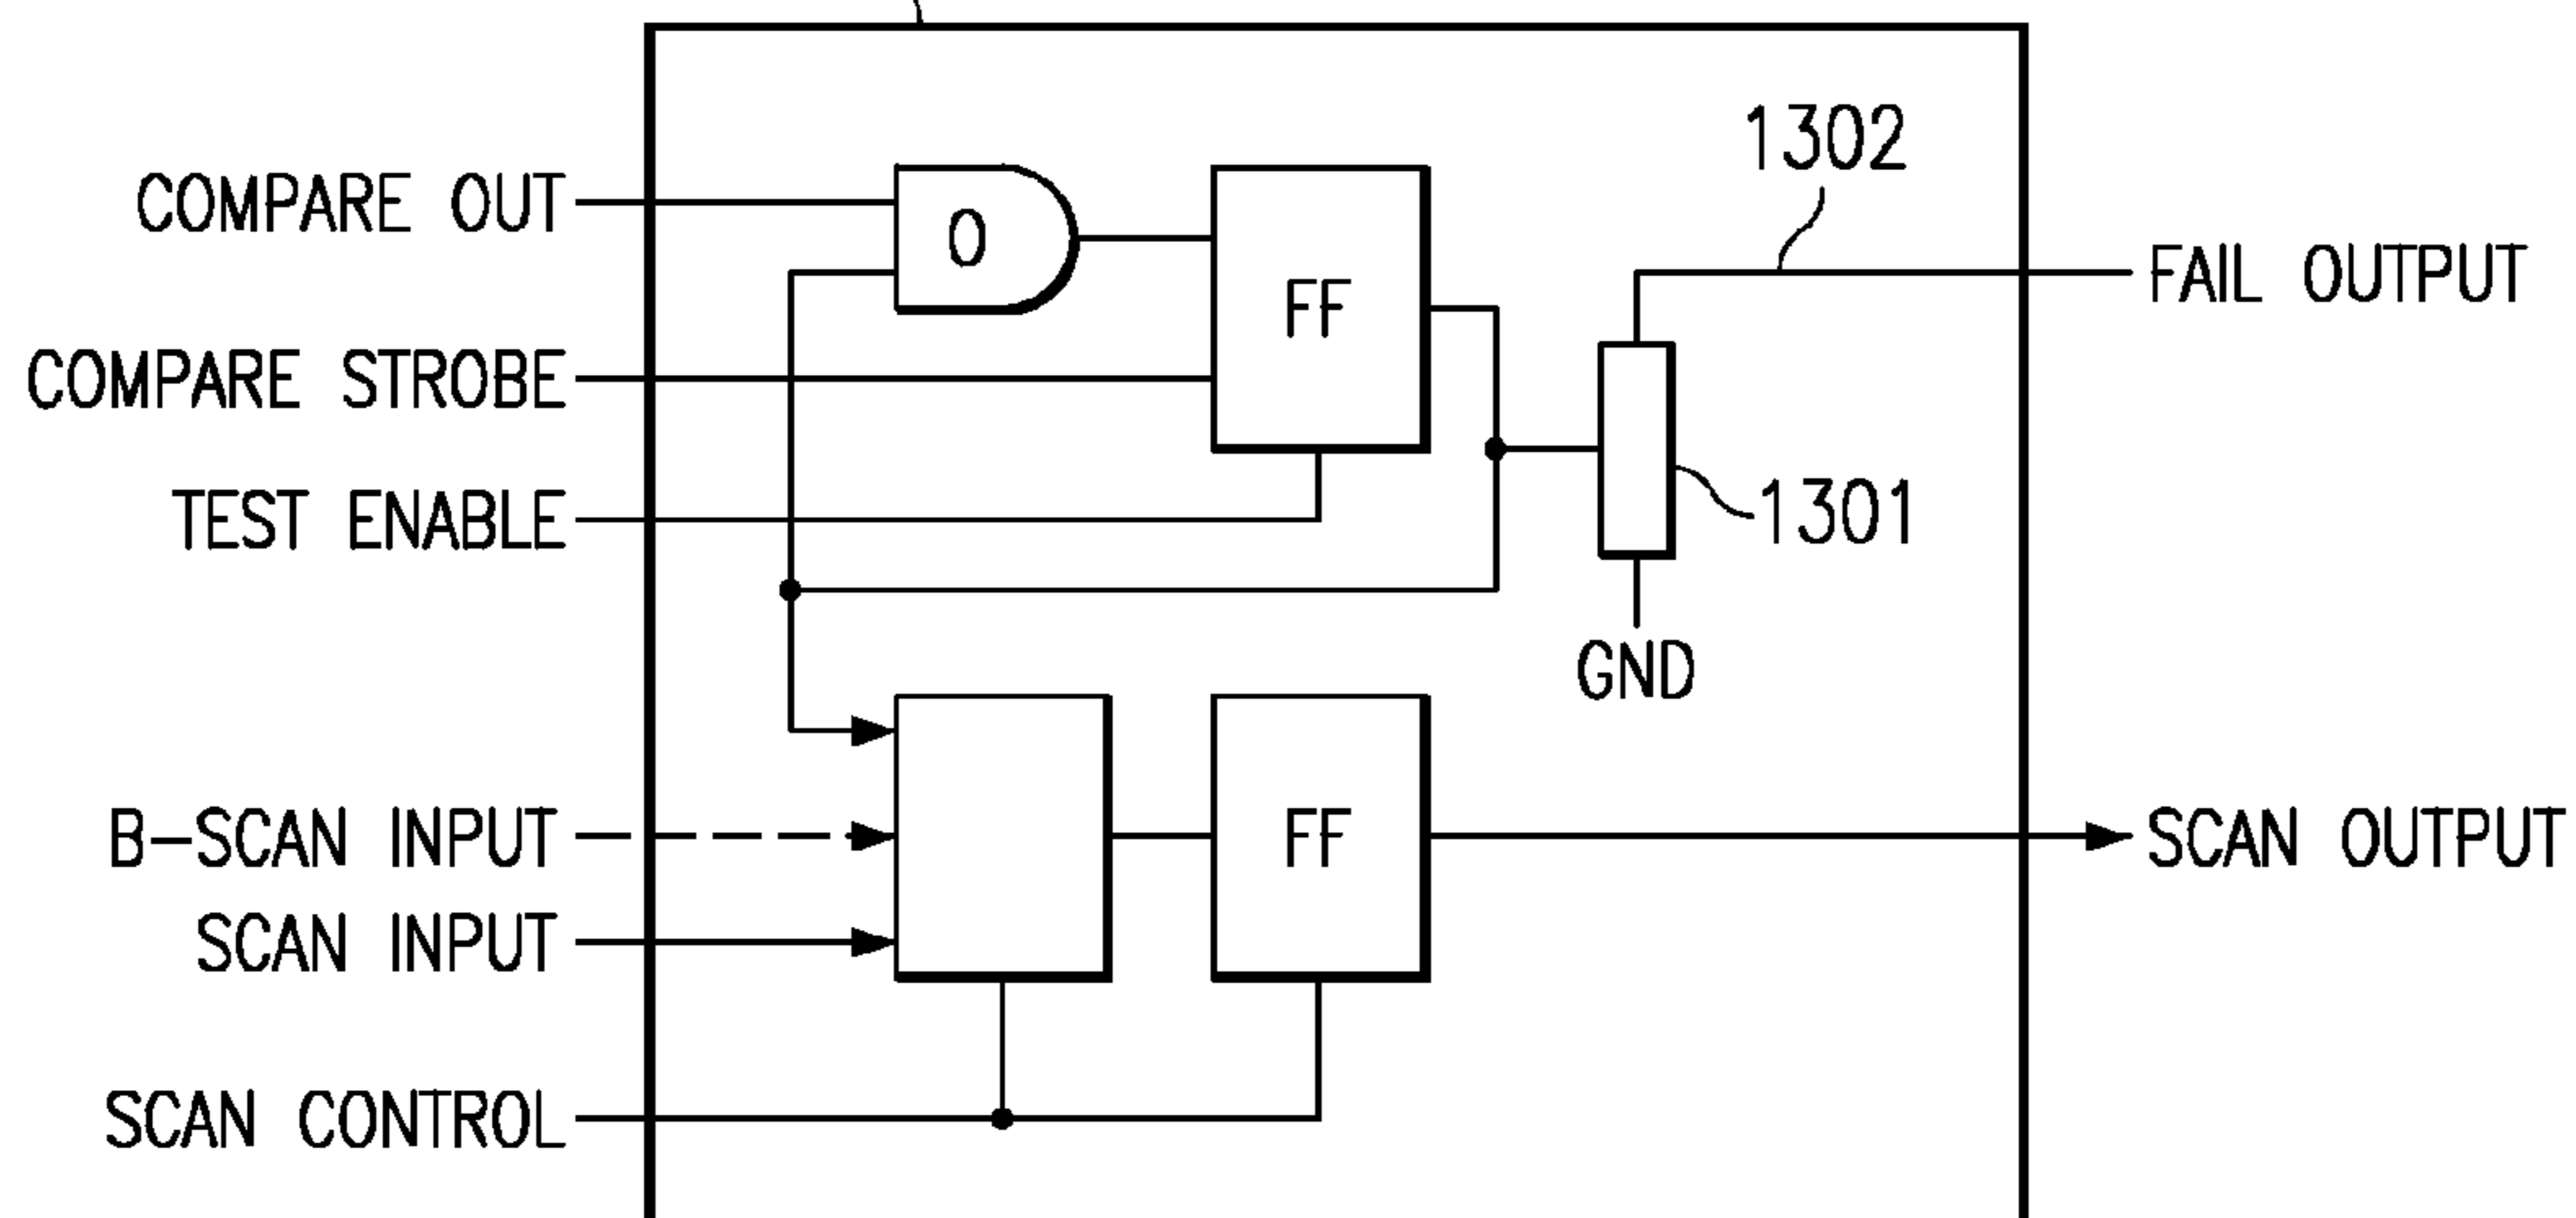 1302
COMPARE OUT
O
FF
FAIL OUTPUT
COMPARE STROBE
TEST ENABLE
1301
GND
B-SCAN INPUT
FF
SCAN OUTPUT
SCAN INPUT
SCAN CONTROL